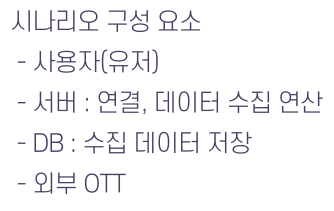 시나리오 구성 요소
- 사용자(유저)
- 서버 : 연결, 데이터 수집 연산
- DB : 수집 데이터 저장
- 외부 OTT